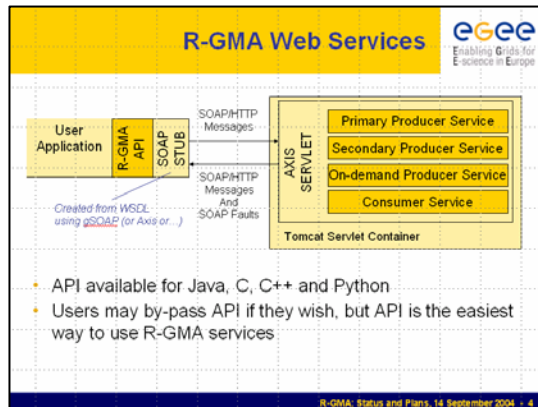 R-GMA Web Services
egee
Enabling Grids for
E-science in Europe
User
Application
R-GMA
API
SOAP
STUB
SOAP/HTTP
Messages
SOAP/HTTP
Messages
And
SOAP Faults
Created from WSDL
using gSOAP (or Axis or…)
AXIS
SERVLET
Primary Producer Service
Secondary Producer Service
On-demand Producer Service
Consumer Service
Tomcat Servlet Container
• API available for Java, C, C++ and Python
• Users may by-pass API if they wish, but API is the easiest
way to use R-GMA services
R-GMA: Status and Plans, 14 September 2004 - 4